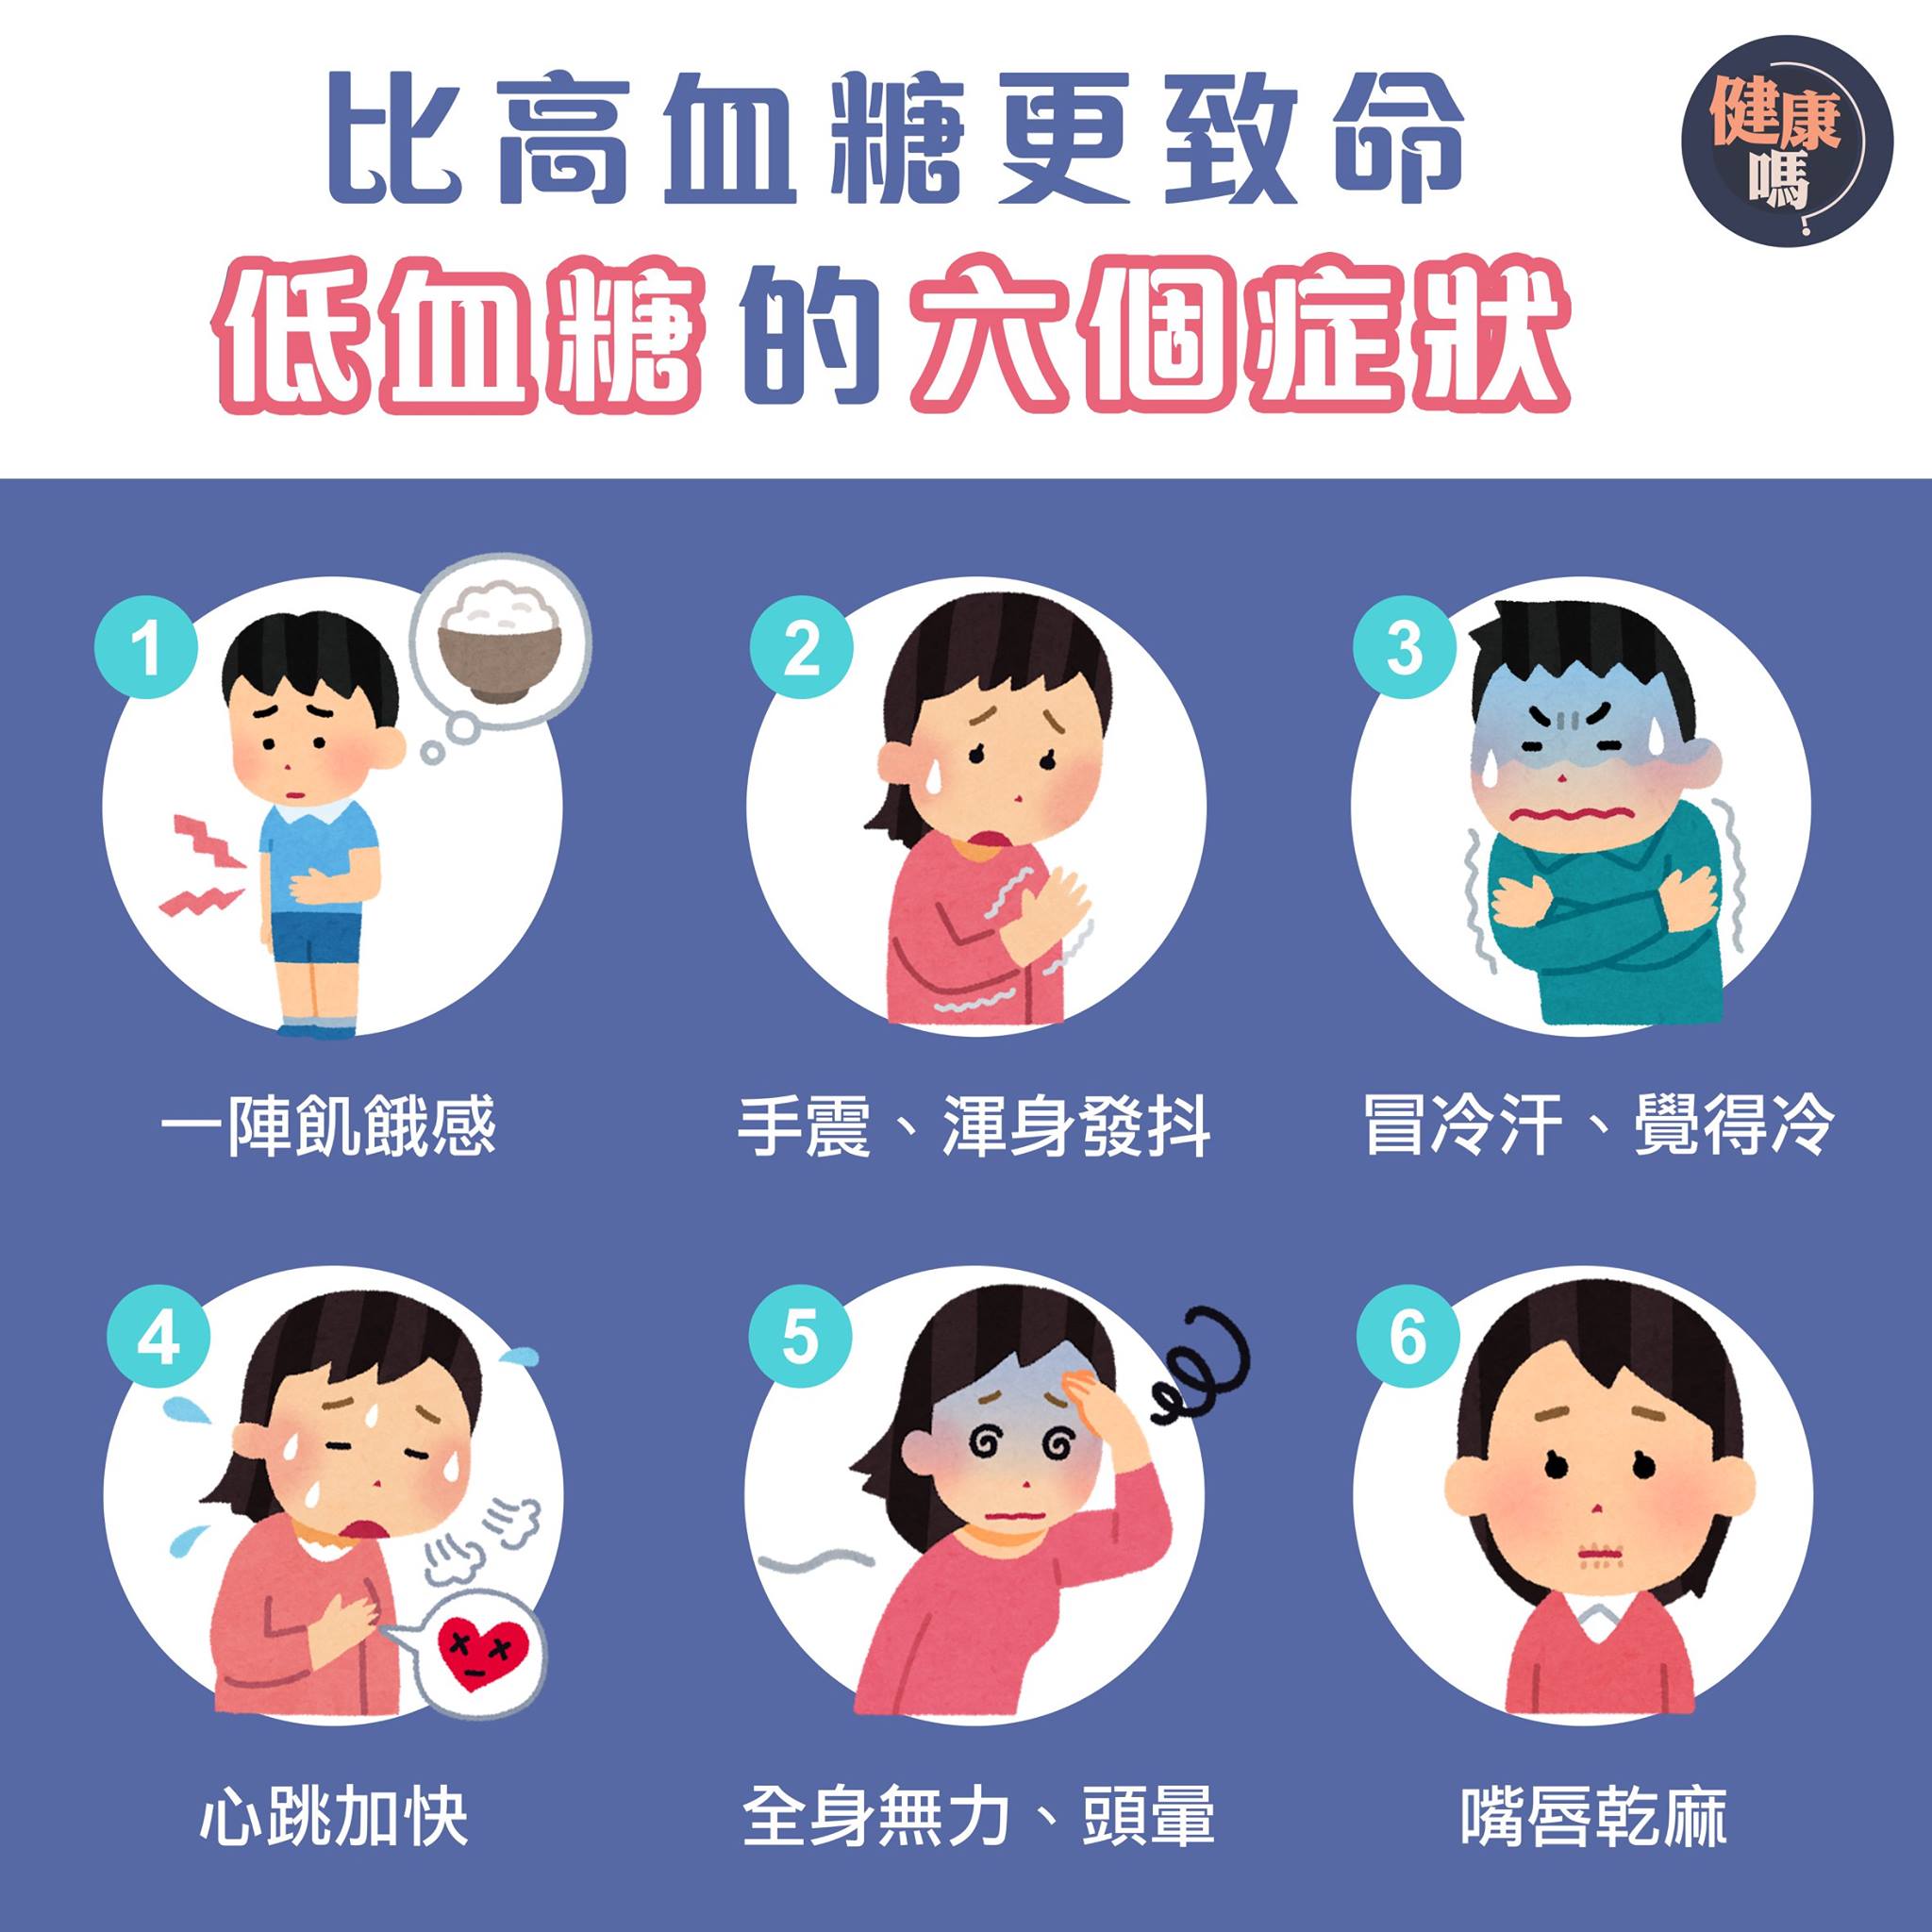 比高血糖更致命
健康
嗎?
低血糖的六個症狀
1
2
3
一陣飢餓感
手震、渾身發抖
冒冷汗、覺得冷
4
5
6
心跳加快
全身無力、頭暈
嘴唇乾麻